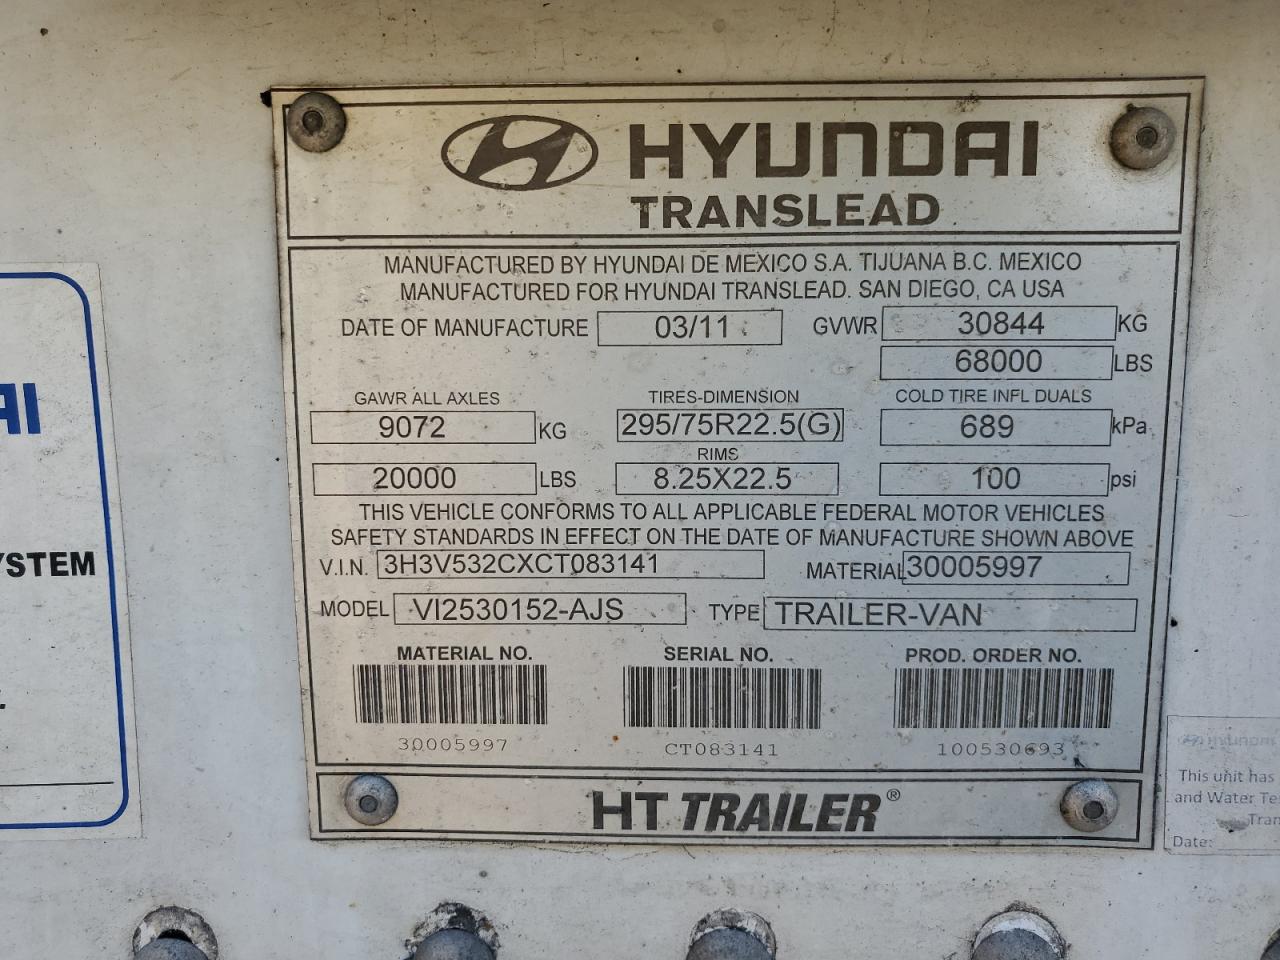 HYUNDAI
TRANSLEAD
MANUFACTURED BY HYUNDAI DE MEXICO S.A. TIJUANA B.C. MEXICO
MANUFACTURED FOR HYUNDAI TRANSLEAD. SAN DIEGO, CA USA
DATE OF MANUFACTURE 03/11 GVWR 30844 KG
68000 LBS
GAWR ALL AXLES TIRES-DIMENSION COLD TIRE INFL DUALS
9072 KG 295/75R22.5(G) 689 kPa
RIMS
20000 LBS 8.25X22.5 100 psi
THIS VEHICLE CONFORMS TO ALL APPLICABLE FEDERAL MOTOR VEHICLES
SAFETY STANDARDS IN EFFECT ON THE DATE OF MANUFACTURE SHOWN ABOVE
V.I.N. 3H3V532CXCT083141 MATERIAL 30005997
MODEL VI2530152-AJS TYPE TRAILER-VAN
MATERIAL NO. SERIAL NO. PROD. ORDER NO.
30005997 CT083141 100530693
HT TRAILER®
AI
YSTEM
HYUNDAI
This unit has
and Water Te
Tran
Date: